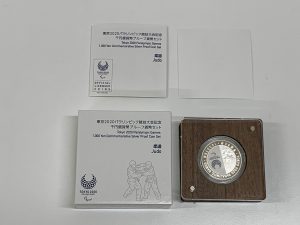 東京2020パラリンピック競技大会記念
千円銀貨幣プルーフ貨幣セット
Tokyo 2020 Paralympic Games
1,000 Yen Commemorative Silver Proof Coin Set
柔道
Judo
東京2020パラリンピック競技大会記念
千円銀貨幣プルーフ貨幣セット
Tokyo 2020 Paralympic Games
1,000 Yen Commemorative Silver Proof Coin Set
柔道
Judo
TOKYO 2020